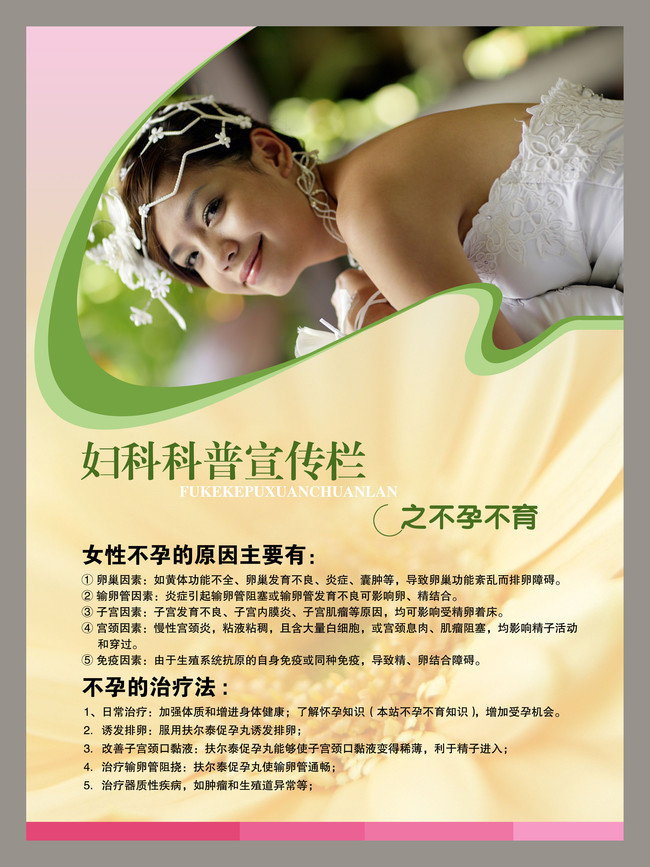 妇科科普宣传栏
FUKEKEPUXUANCHUANLAN
之不孕不育
女性不孕的原因主要有：
① 卵巢因素：如黄体功能不全、卵巢发育不良、炎症、囊肿等，导致卵巢功能紊乱而排卵障碍。
② 输卵管因素：炎症引起输卵管阻塞或输卵管发育不良可影响卵、精结合。
③ 子宫因素：子宫发育不良、子宫内膜炎、子宫肌瘤等原因，均可影响受精卵着床。
④ 宫颈因素：慢性宫颈炎，粘液粘稠，且含大量白细胞，或宫颈息肉、肌瘤阻塞，均影响精子活动
和穿过。
⑤ 免疫因素：由于生殖系统抗原的自身免疫或同种免疫，导致精、卵结合障碍。
不孕的治疗法：
1、日常治疗：加强体质和增进身体健康；了解怀孕知识（本站不孕不育知识），增加受孕机会。
2. 诱发排卵：服用扶尔泰促孕丸诱发排卵；
3. 改善子宫颈口黏液：扶尔泰促孕丸能够使子宫颈口黏液变得稀薄，利于精子进入；
4. 治疗输卵管阻挠：扶尔泰促孕丸使输卵管通畅；
5. 治疗器质性疾病，如肿瘤和生殖道异常等；